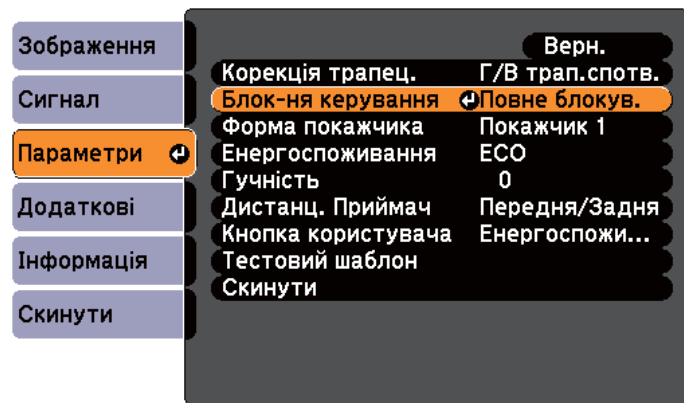 Зображення
Сигнал
Параметри
Додаткові
Інформація
Скинути
Верн.
Корекція трапец. Г/В трап.спотв.
Блок-ня керування Повне блокув.
Форма покажчика Покажчик 1
Енергоспоживання ECO
Гучність 0
Дистанц. Приймач Передня/Задня
Кнопка користувача Енергоспожи...
Тестовий шаблон
Скинути